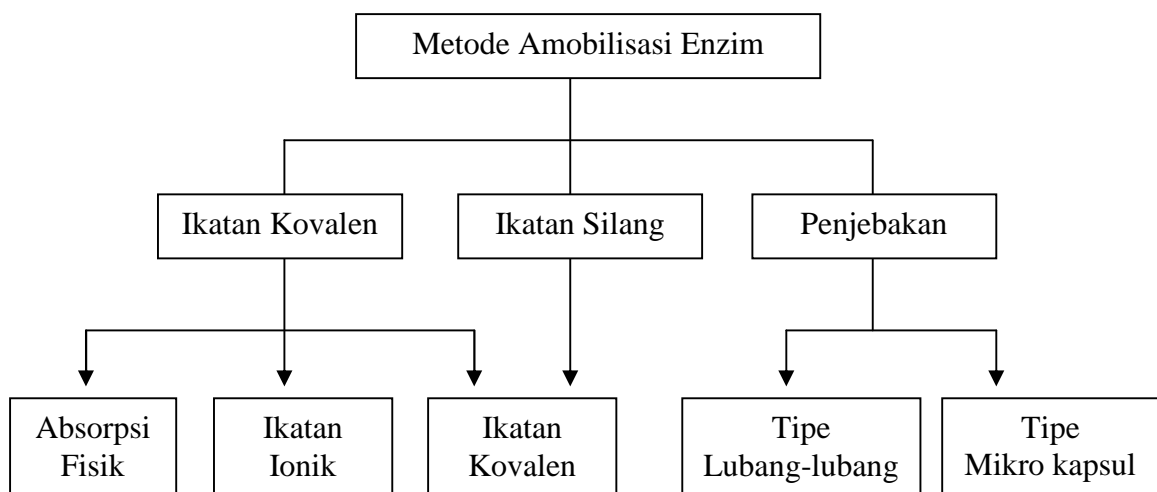 Metode Amobilisasi Enzim
Ikatan Kovalen
Ikatan Silang
Penjebakan
Absorpsi
Fisik
Ikatan
Ionik
Ikatan
Kovalen
Tipe
Lubang-lubang
Tipe
Mikro kapsul